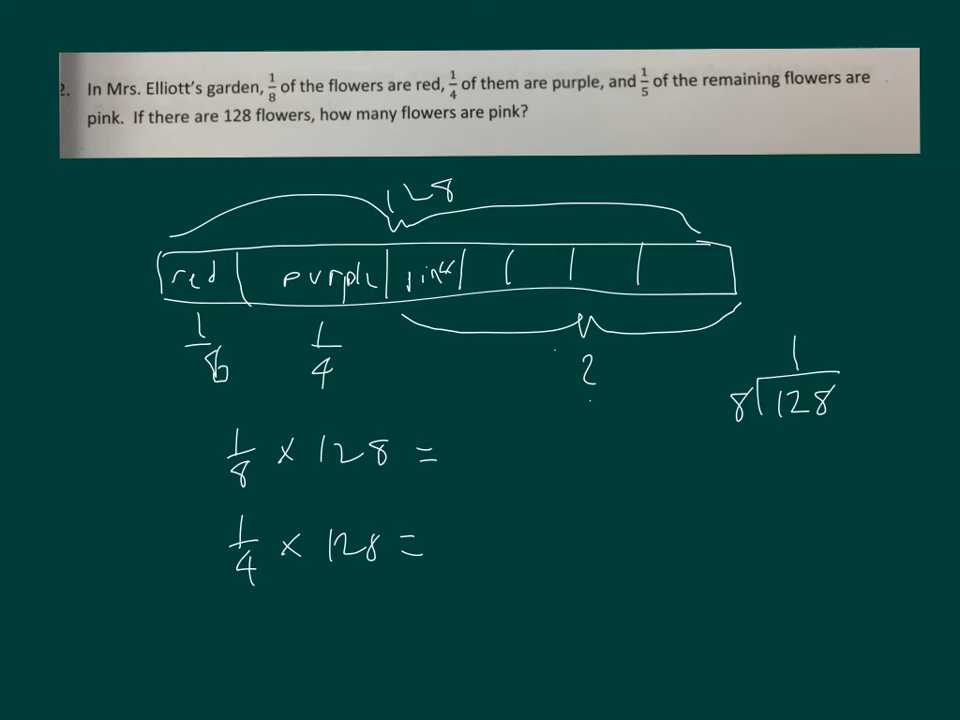 2. In Mrs. Elliott's garden, 1/8 of the flowers are red, 1/4 of them are purple, and 1/5 of the remaining flowers are
pink. If there are 128 flowers, how many flowers are pink?
128
red purple pink
1/8 1/4 ?
1
8 128
1/8 × 128 =
1/4 × 128 =